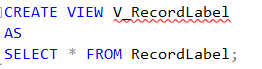 CREATE VIEW V_RecordLabel
AS
SELECT * FROM RecordLabel;